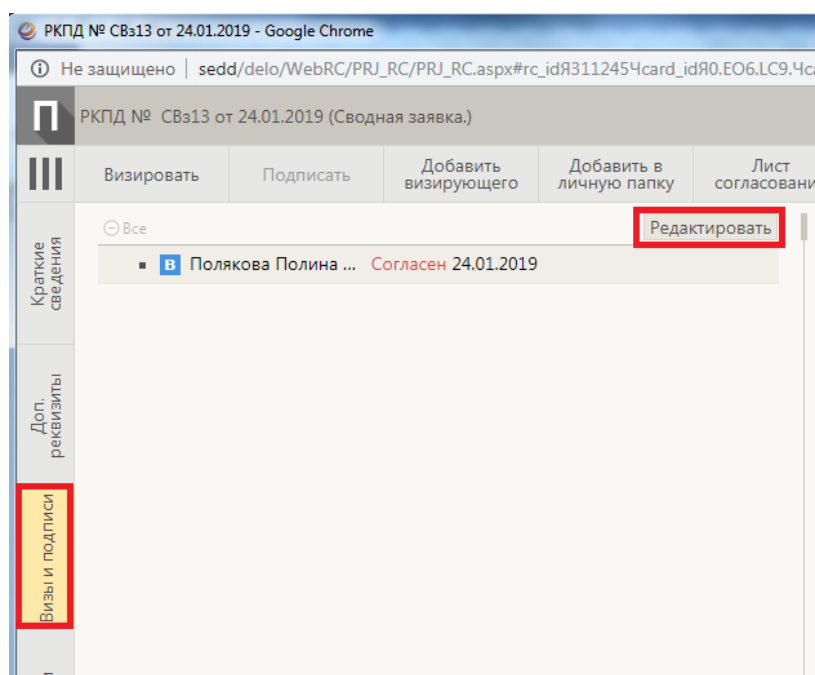 РКПД № СВз13 от 24.01.2019 - Google Chrome
Не защищено | sedd/delo/WebRC/PRJ_RC/PRJ_RC.aspx#rc_idЯ311245Чcard_idЯ0.EO6.LC9.Чca
П РКПД № СВз13 от 24.01.2019 (Сводная заявка.)
Визировать Подписать Добавить визирующего Добавить в личную папку Лист согласовани
Краткие сведения
Доп. реквизиты
Визы и подписи
Все Редактировать
В Полякова Полина ... Согласен 24.01.2019